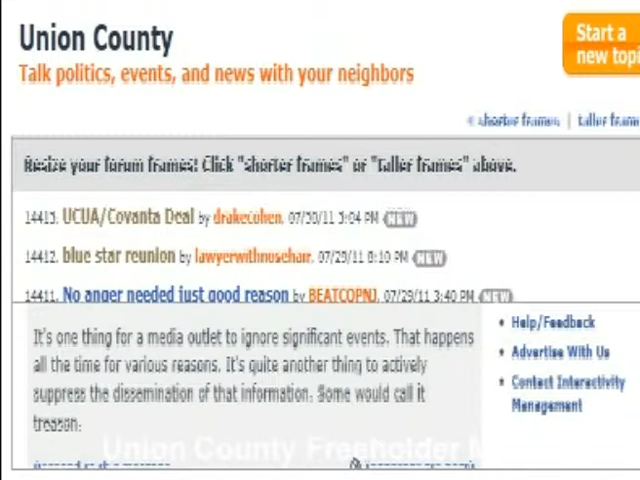 Union County
Start a
new topi
Talk politics, events, and news with your neighbors
« shorter frames | taller fram
Resize your forum frames! Click "shorter frames" or "taller frames" above.
14413. UCUA/Covanta Deal by drakecohen, 07/30/11 3:04 PM NEW
14412. blue star reunion by lawyerwithnosehair, 07/29/11 8:10 PM NEW
14411. No anger needed just good reason by BEATCOPNJ, 07/29/11 3:40 PM NEW
It's one thing for a media outlet to ignore significant events. That happens
all the time for various reasons. It's quite another thing to actively
suppress the dissemination of that information. Some would call it
treason.
• Help/Feedback
• Advertise With Us
• Contact Interactivity
Management
Union County Freeholder M